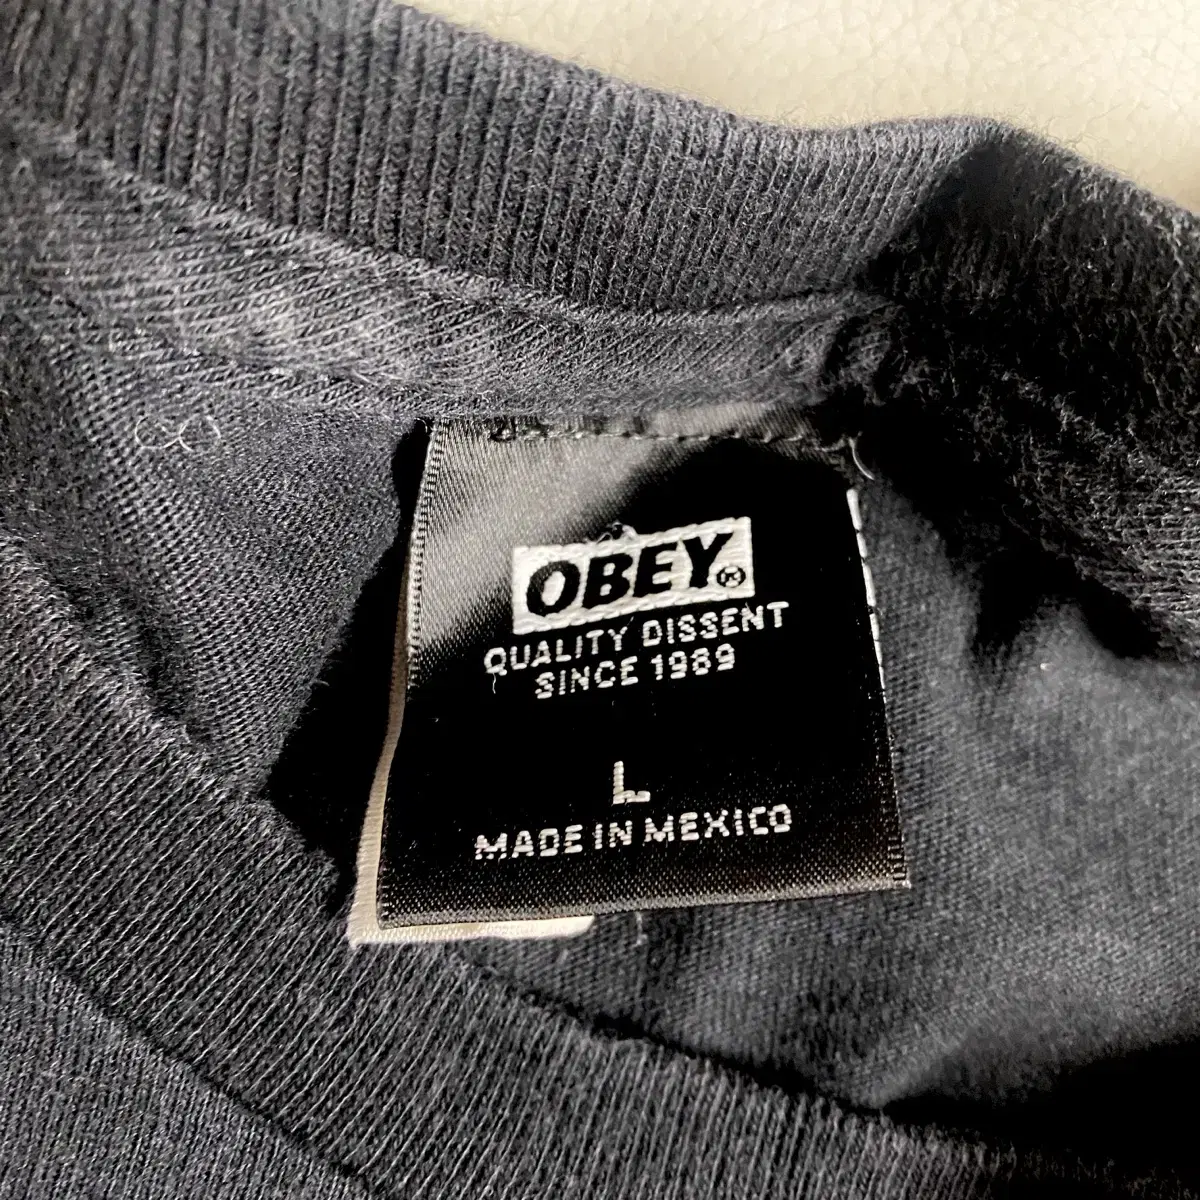 OBEY®
QUALITY DISSENT
SINCE 1989
L
MADE IN MEXICO